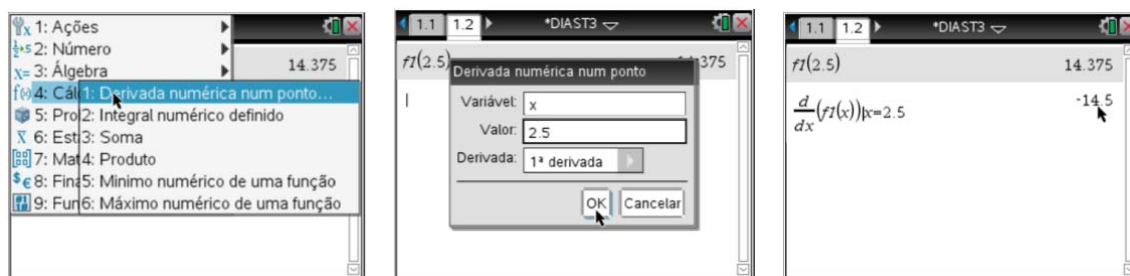 1: Ações
2: Número
3: Álgebra
14.375
4: Cál
1: Derivada numérica num ponto...
5: Pro
2: Integral numérico definido
6: Est
3: Soma
7: Mat
4: Produto
8: Fina
5: Minimo numérico de uma função
9: Fun
6: Máximo numérico de uma função
1.1 1.2 *DIAST3
f1(2.5)
375
Derivada numérica num ponto
Variável: x
Valor: 2.5
Derivada: 1ª derivada
OK Cancelar
1.1 1.2 *DIAST3
f1(2.5) 14.375
d/dx(f1(x))|x=2.5 -14.5